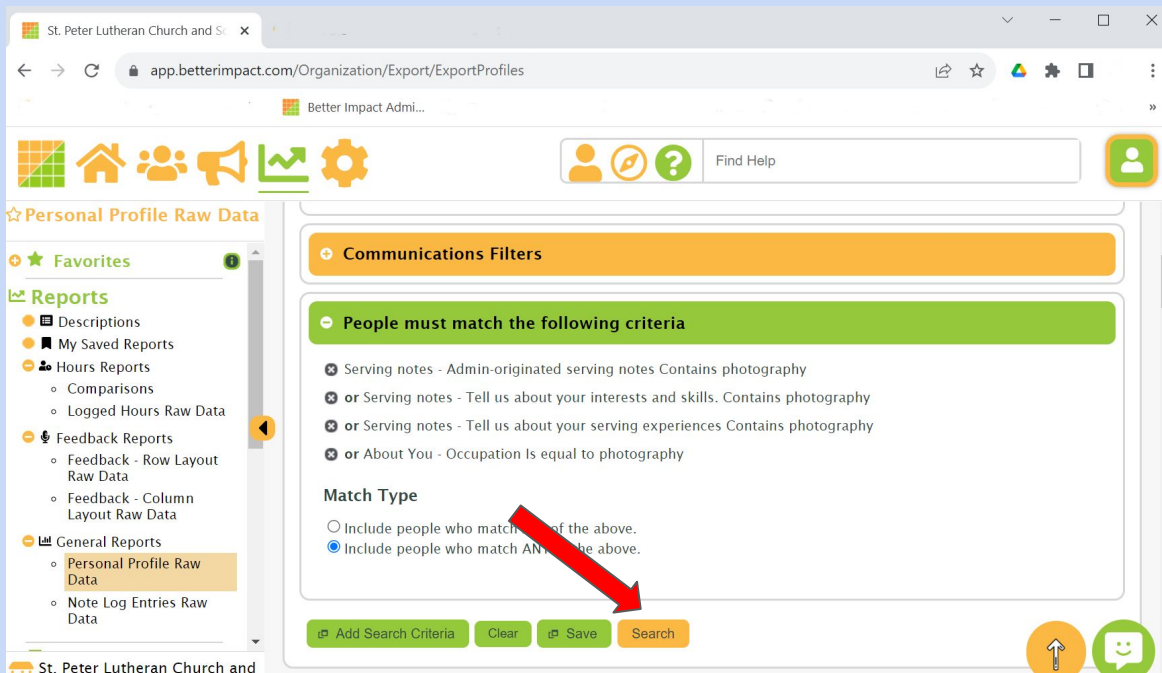 St. Peter Lutheran Church and Sc
app.betterimpact.com/Organization/Export/ExportProfiles
Better Impact Admi...
»
Find Help
Personal Profile Raw Data
Favorites
Reports
Descriptions
My Saved Reports
Hours Reports
Comparisons
Logged Hours Raw Data
Feedback Reports
Feedback - Row Layout
Raw Data
Feedback - Column
Layout Raw Data
General Reports
Personal Profile Raw
Data
Note Log Entries Raw
Data
St. Peter Lutheran Church and
Communications Filters
People must match the following criteria
Serving notes - Admin-originated serving notes Contains photography
or Serving notes - Tell us about your interests and skills. Contains photography
or Serving notes - Tell us about your serving experiences Contains photography
or About You - Occupation Is equal to photography
Match Type
Include people who match of the above.
Include people who match the above.
Add Search Criteria Clear Save Search